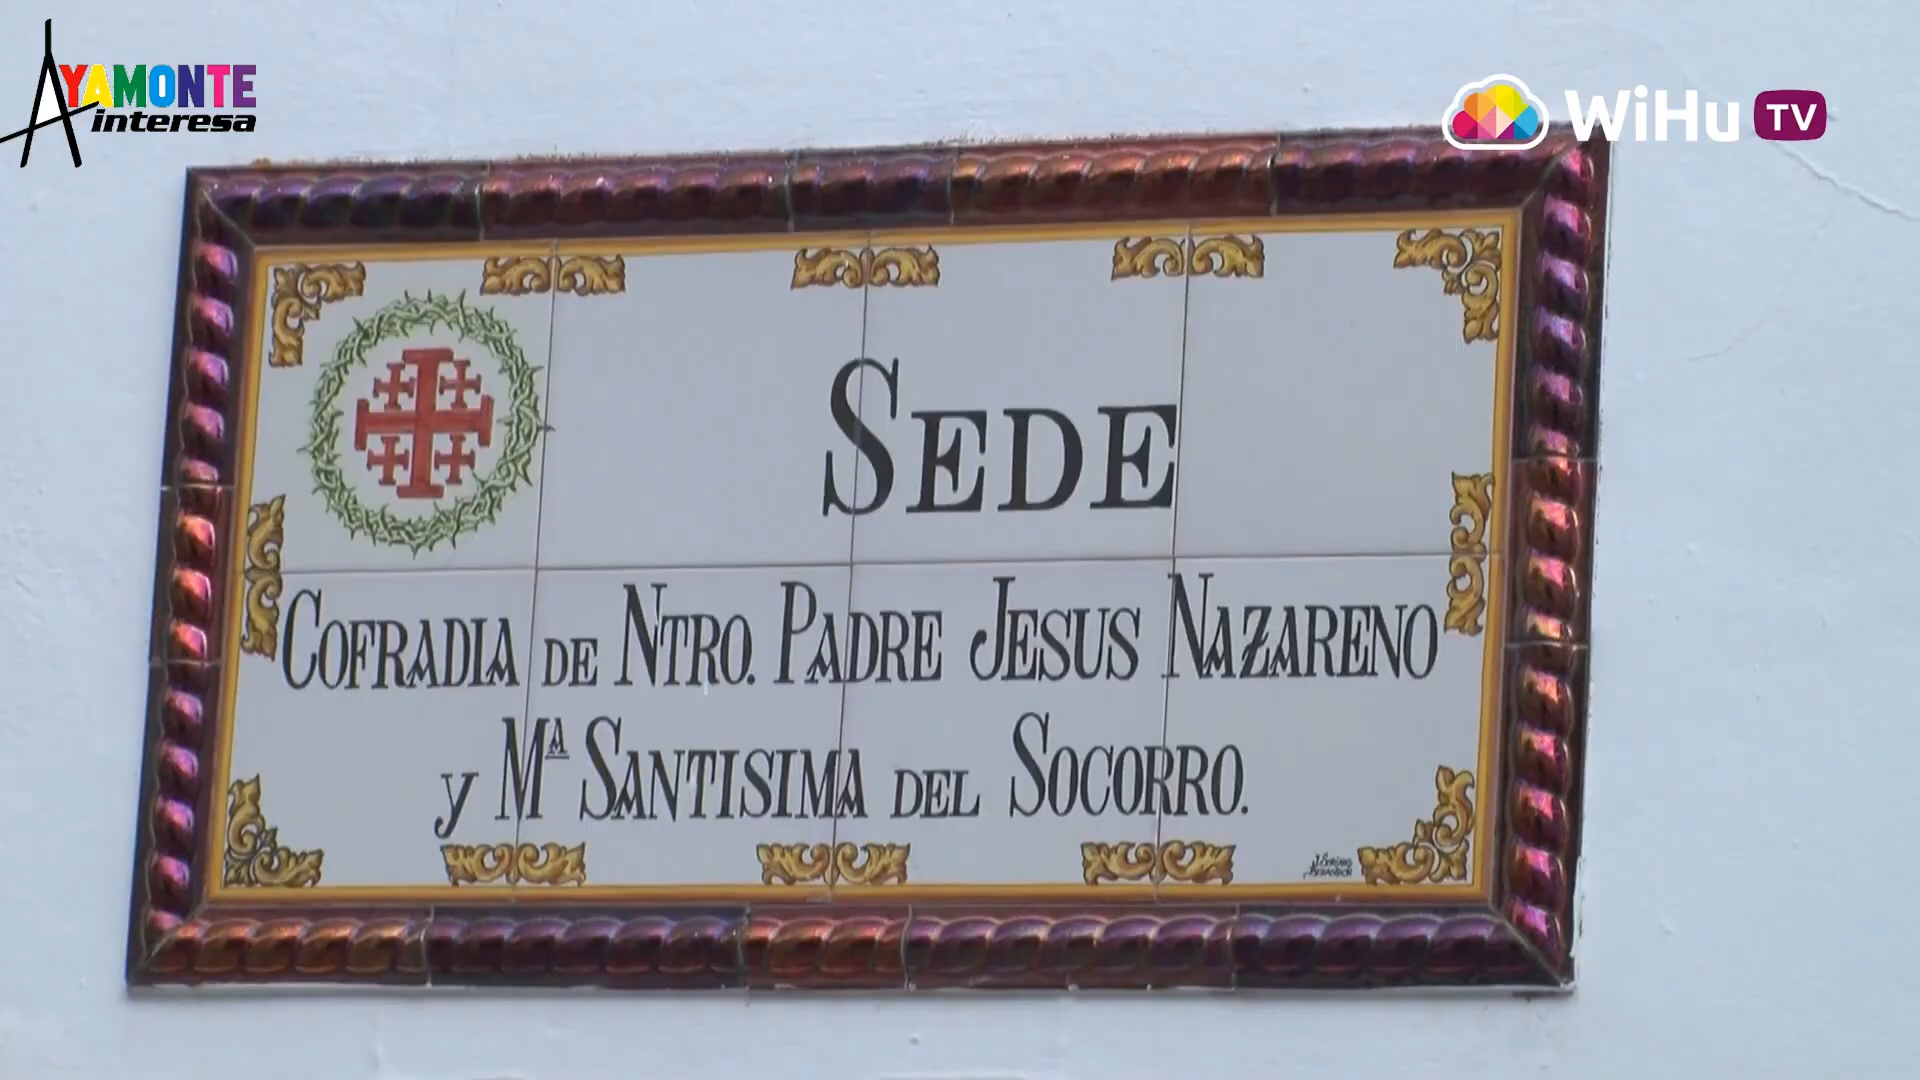 AYAMONTE
interesa
WiHu TV
SEDE
COFRADIA DE NTRO. PADRE JESUS NAZARENO
Y Mª SANTISIMA DEL SOCORRO.